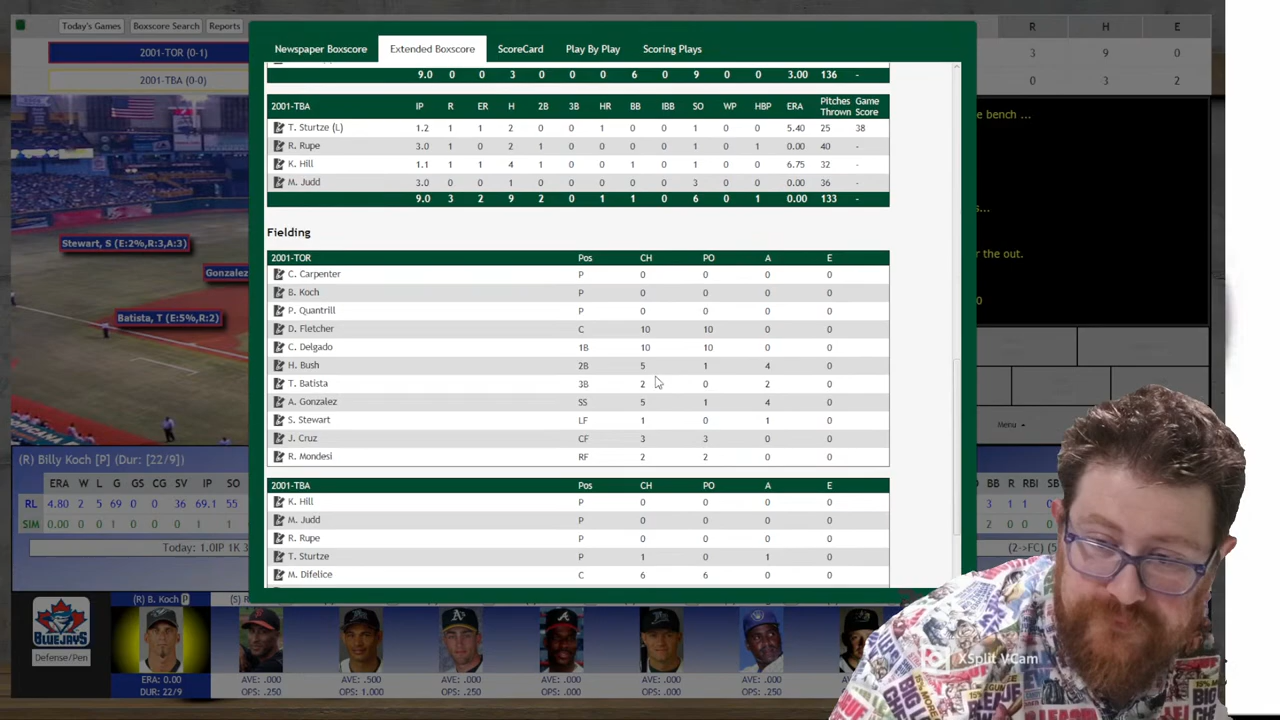 Today's Games Boxscore Search Reports
R H E
2001-TOR (0-1) 3 9 0
2001-TBA (0-0) 0 3 2
Newspaper Boxscore Extended Boxscore ScoreCard Play By Play Scoring Plays
9.0 0 0 3 0 0 0 6 0 9 0 0 3.00 136 -
2001-TBA IP R ER H 2B 3B HR BB IBB SO WP HBP ERA Pitches Thrown Game Score
T. Sturtze (L) 1.2 1 1 2 0 0 1 0 0 1 0 0 5.40 25 38
R. Rupe 3.0 1 0 2 1 0 0 0 0 1 0 1 0.00 40 -
K. Hill 1.1 1 1 4 1 0 0 1 0 1 0 0 6.75 32 -
M. Judd 3.0 0 0 1 0 0 0 0 0 3 0 0 0.00 36 -
9.0 3 2 9 2 0 1 1 0 6 0 1 0.00 133 -
e bench ...
s...
r the out.
0
Menu
Fielding
2001-TOR Pos CH PO A E
C. Carpenter P 0 0 0 0
B. Koch P 0 0 0 0
P. Quantrill P 0 0 0 0
D. Fletcher C 10 10 0 0
C. Delgado 1B 10 10 0 0
H. Bush 2B 5 1 4 0
T. Batista 3B 2 0 2 0
A. Gonzalez SS 5 1 4 0
S. Stewart LF 1 0 1 0
J. Cruz CF 3 3 0 0
R. Mondesi RF 2 2 0 0
2001-TBA Pos CH PO A E
K. Hill P 0 0 0 0
M. Judd P 0 0 0 0
R. Rupe P 0 0 0 0
T. Sturtze P 1 0 1 0
M. Difelice C 6 6 0 0
Stewart, S (E:2%,R:3,A:3)
Gonzalez
Batista, T (E:5%,R:2)
(R) Billy Koch [P] (Dur: [22/9])
ERA W L G GS CG SV IP SO
RL 4.80 2 5 69 0 0 36 69.1 55
SIM 0.00 0 0 1 0 0 1 1
Today: 1.0IP 1K 3
BB R RBI
3 1
2 0 0
(2->FC) (5
BLUE JAYS
Defense/Pen
(R) B. Koch P
ERA: 0.00
DUR: 22/9
AVE: .000
OPS: .250
AVE: .500
OPS: 1.000
AVE: .000
OPS: .250
AVE: .000
OPS: .000
AVE: .000
OPS: .250
AVE: .000
OPS: .250
AVE: .000
XSplit VCam